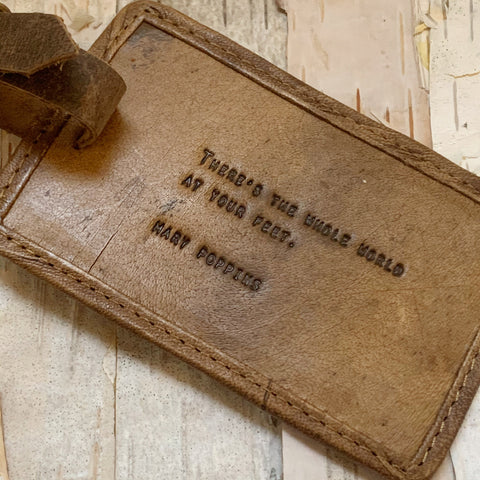 There's the whole world
at your feet.
Mary Poppins